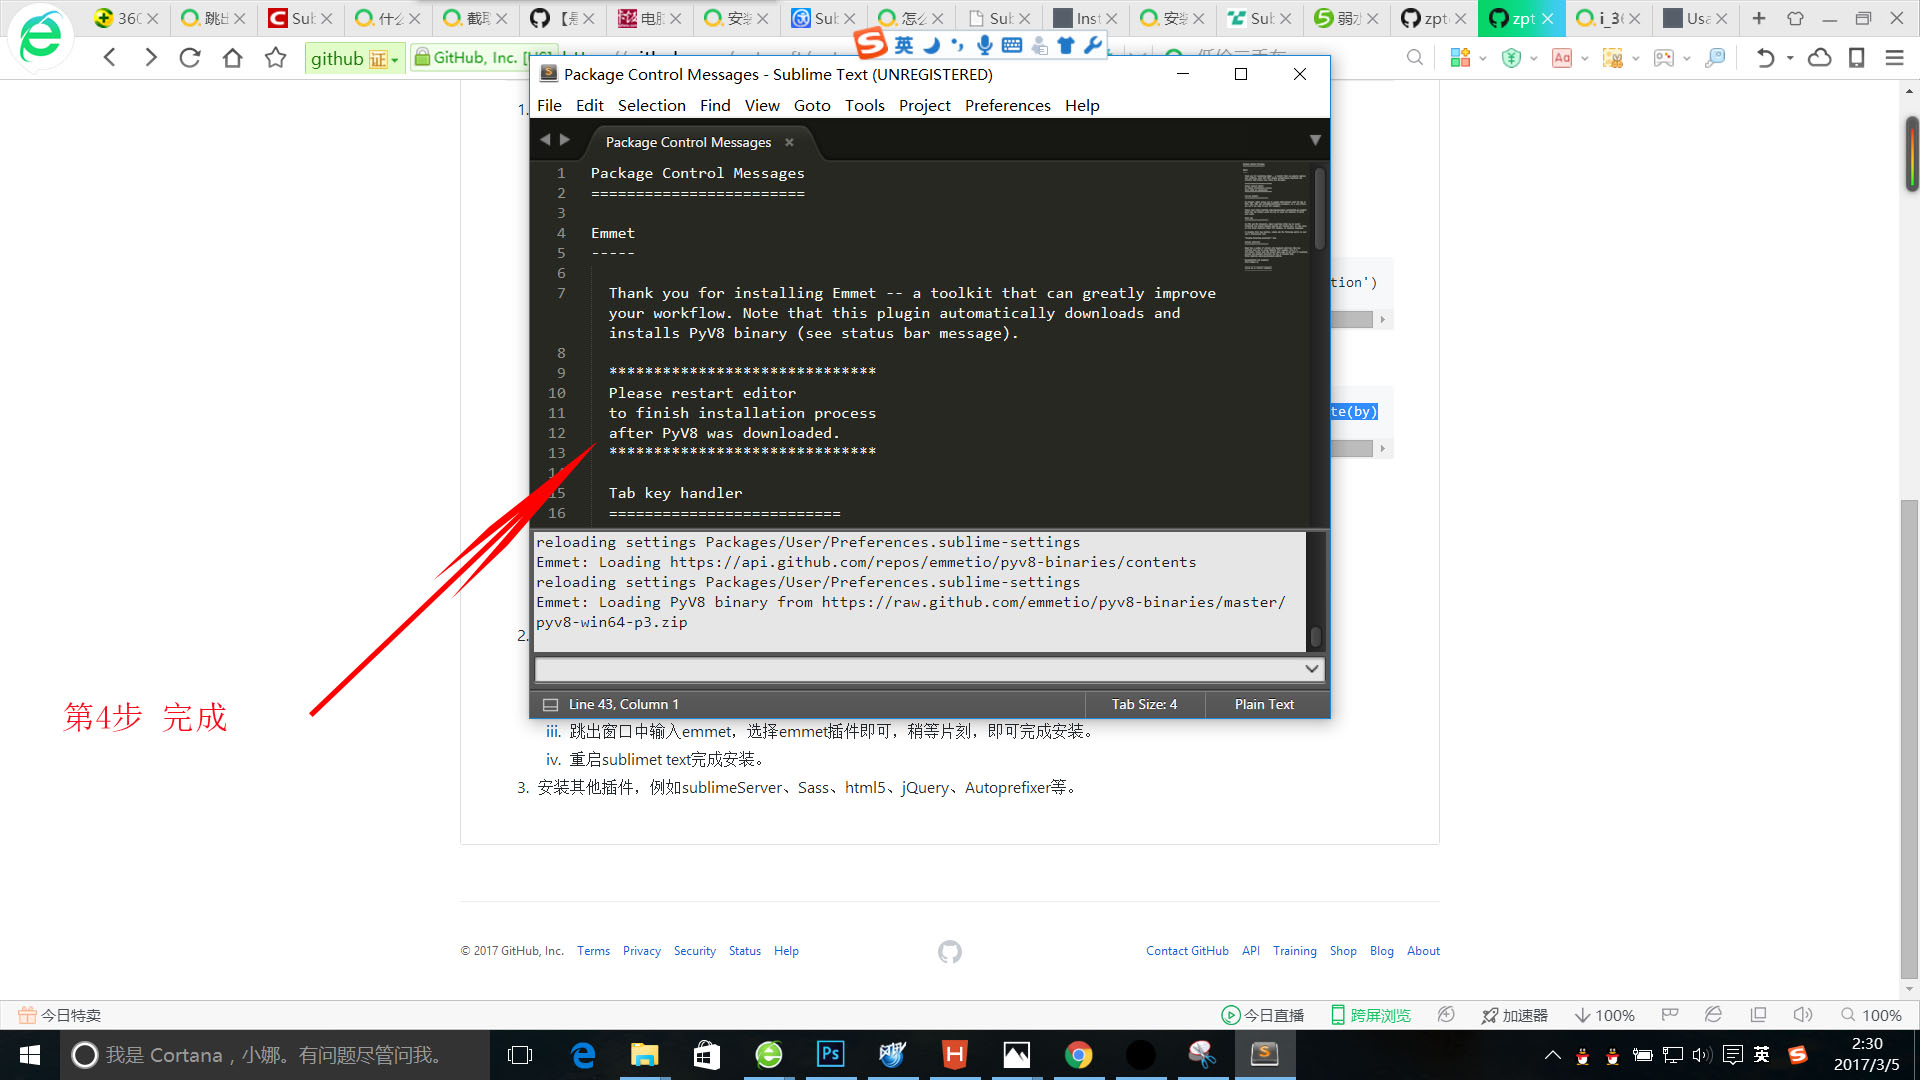 360
跳出
Sub
什么
截取
电脑
安装
Sub
怎么
Sub
Inst
安装
Sub
弱水
zpt
zpt
i_36
Usa
github 证
GitHub, Inc.
英
Package Control Messages - Sublime Text (UNREGISTERED)
File Edit Selection Find View Goto Tools Project Preferences Help
Package Control Messages
1 Package Control Messages
2 ========================
3
4 Emmet
5 -----
6
7 Thank you for installing Emmet -- a toolkit that can greatly improve
your workflow. Note that this plugin automatically downloads and
installs PyV8 binary (see status bar message).
8
9 ******************************
10 Please restart editor
11 to finish installation process
12 after PyV8 was downloaded.
13 ******************************
14
15 Tab key handler
16 ==========================
reloading settings Packages/User/Preferences.sublime-settings
Emmet: Loading https://api.github.com/repos/emmetio/pyv8-binaries/contents
reloading settings Packages/User/Preferences.sublime-settings
Emmet: Loading PyV8 binary from https://raw.github.com/emmetio/pyv8-binaries/master/
pyv8-win64-p3.zip
Line 43, Column 1 Tab Size: 4 Plain Text
1.
tion')
te(by)
2.
第4步 完成
iii. 跳出窗口中输入emmet，选择emmet插件即可，稍等片刻，即可完成安装。
iv. 重启sublimet text完成安装。
3. 安装其他插件，例如sublimeServer、Sass、html5、jQuery、Autoprefixer等。
© 2017 GitHub, Inc. Terms Privacy Security Status Help
Contact GitHub API Training Shop Blog About
今日特卖
今日直播 跨屏浏览 加速器 100% 100%
我是 Cortana，小娜。有问题尽管问我。
英
2:30
2017/3/5